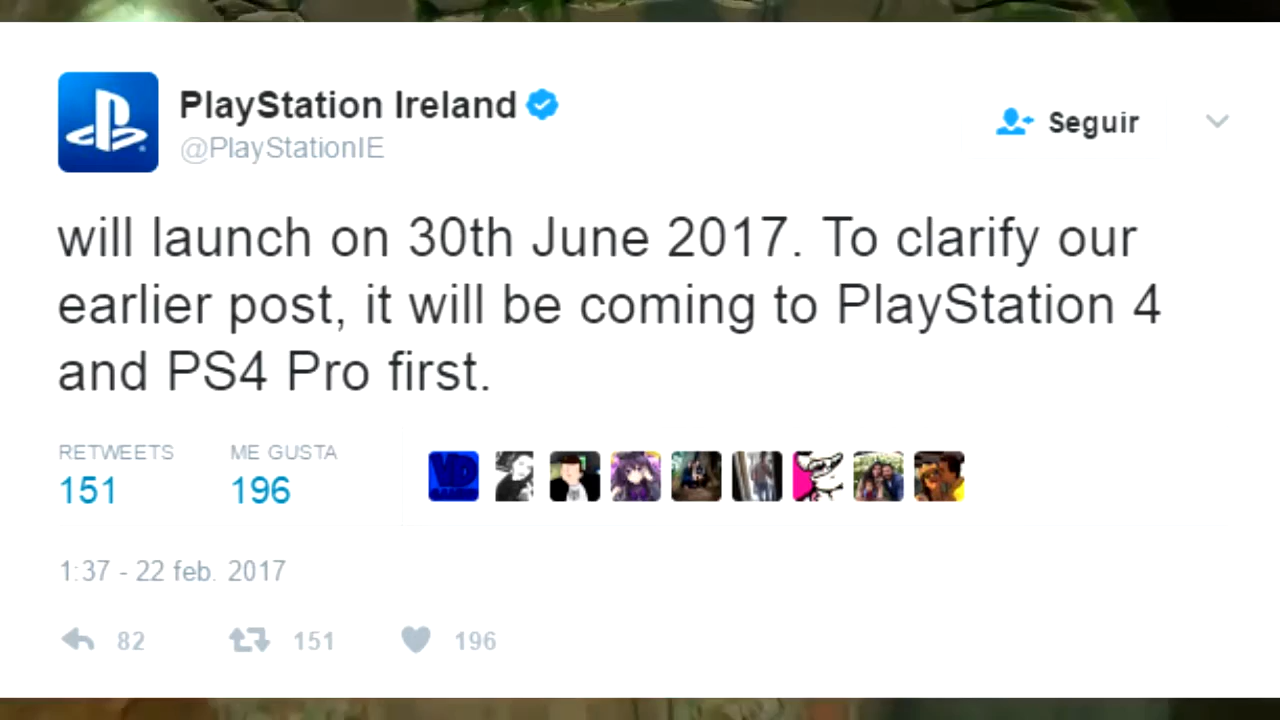 PlayStation Ireland
@PlayStationIE
Seguir
will launch on 30th June 2017. To clarify our
earlier post, it will be coming to PlayStation 4
and PS4 Pro first.
RETWEETS ME GUSTA
151 196
1:37 - 22 feb. 2017
82 151 196